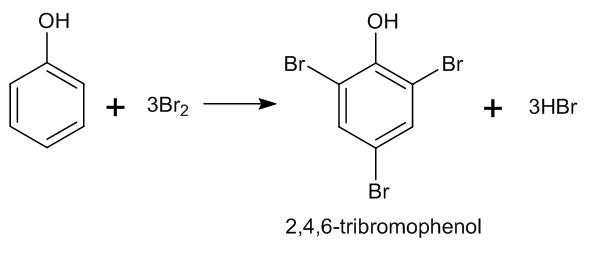 OH
+ 3Br₂
OH
Br
Br
Br
+ 3HBr
2,4,6-tribromophenol